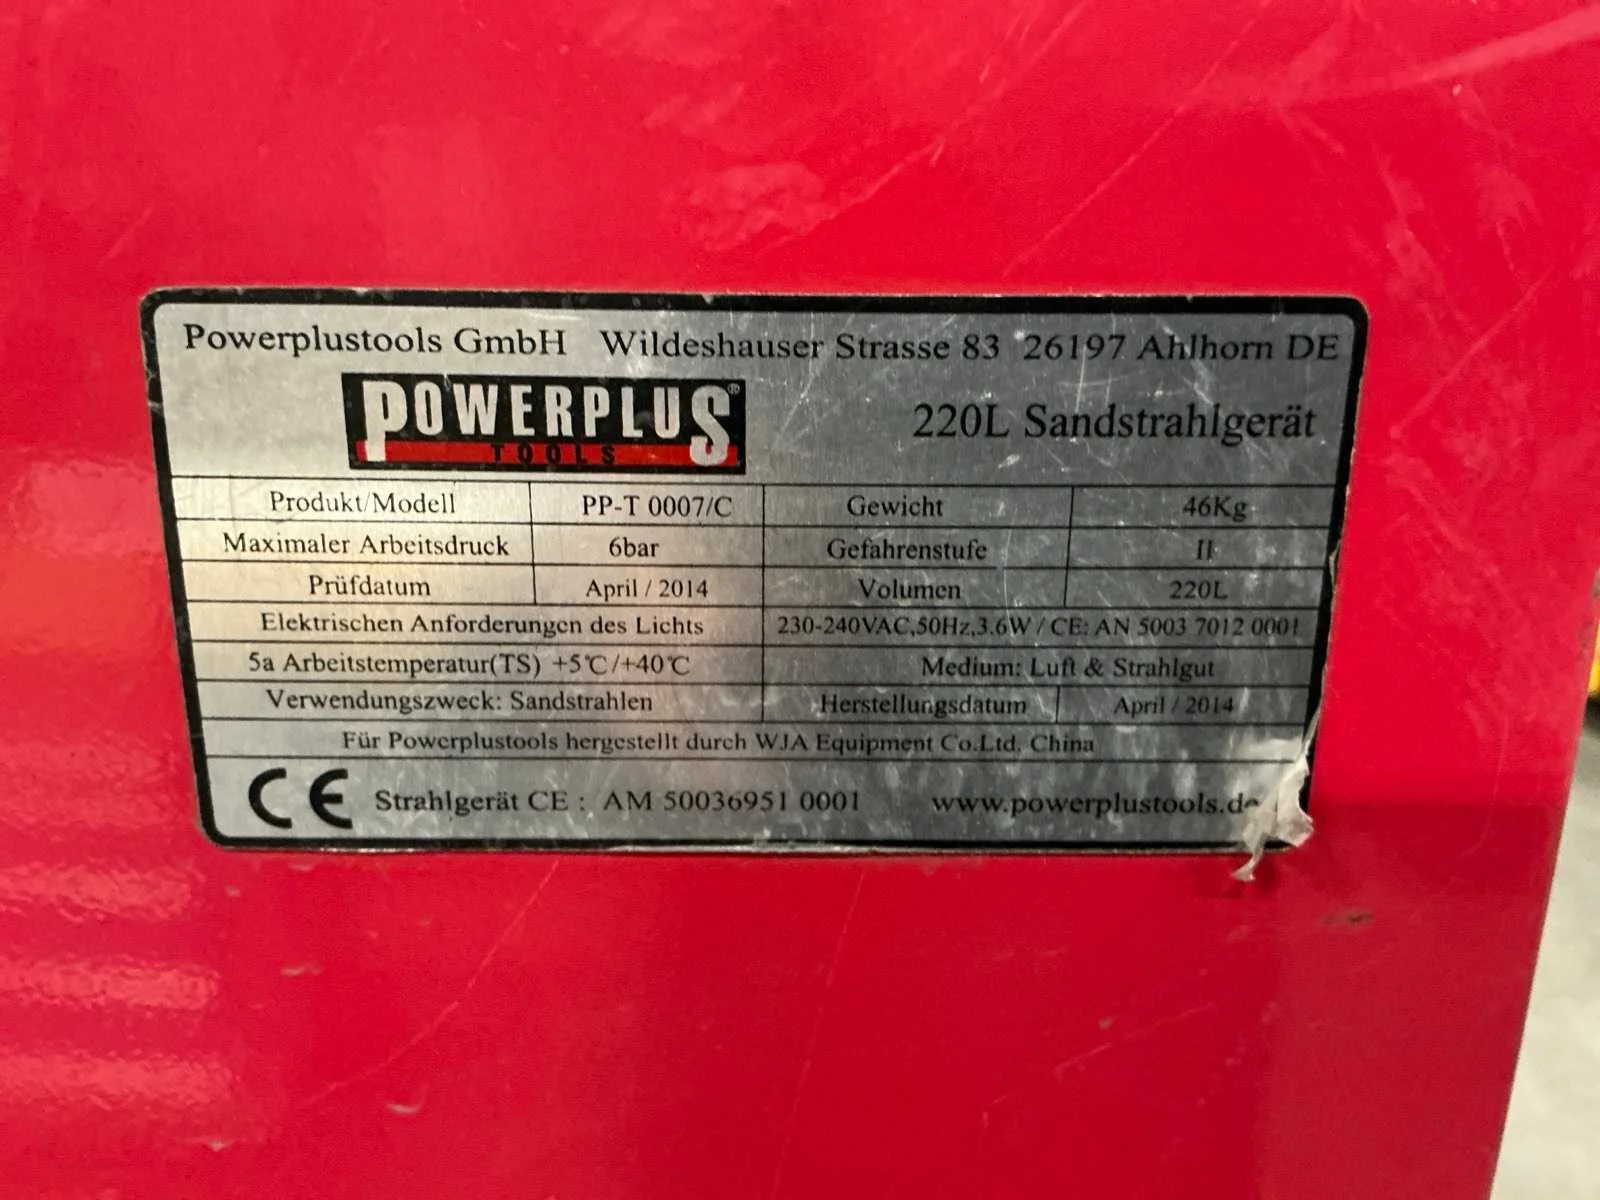 Powerplustools GmbH Wildeshauser Strasse 83 26197 Ahlhorn DE
POWERPLUS®
TOOLS
220L Sandstrahlgerät
Produkt/Modell PP-T 0007/C Gewicht 46Kg
Maximaler Arbeitsdruck 6bar Gefahrenstufe II
Prüfdatum April / 2014 Volumen 220L
Elektrischen Anforderungen des Lichts 230-240VAC,50Hz,3.6W / CE: AN 5003 7012 0001
5a Arbeitstemperatur(TS) +5℃/+40℃ Medium: Luft & Strahlgut
Verwendungszweck: Sandstrahlen Herstellungsdatum April / 2014
Für Powerplustools hergestellt durch WJA Equipment Co.Ltd. China
CE Strahlgerät CE : AM 50036951 0001 www.powerplustools.de